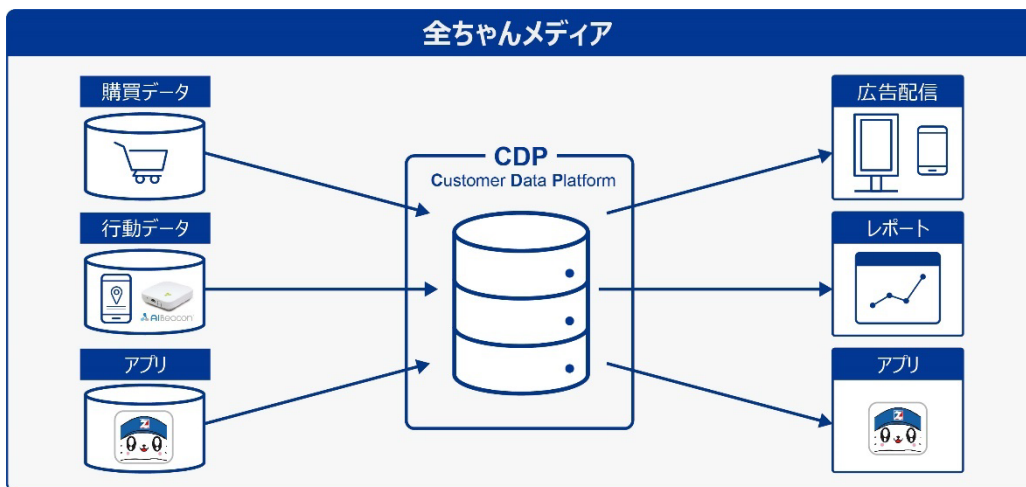 全ちゃんメディア
購買データ
行動データ
AIBeacon
アプリ
CDP
Customer Data Platform
広告配信
レポート
アプリ